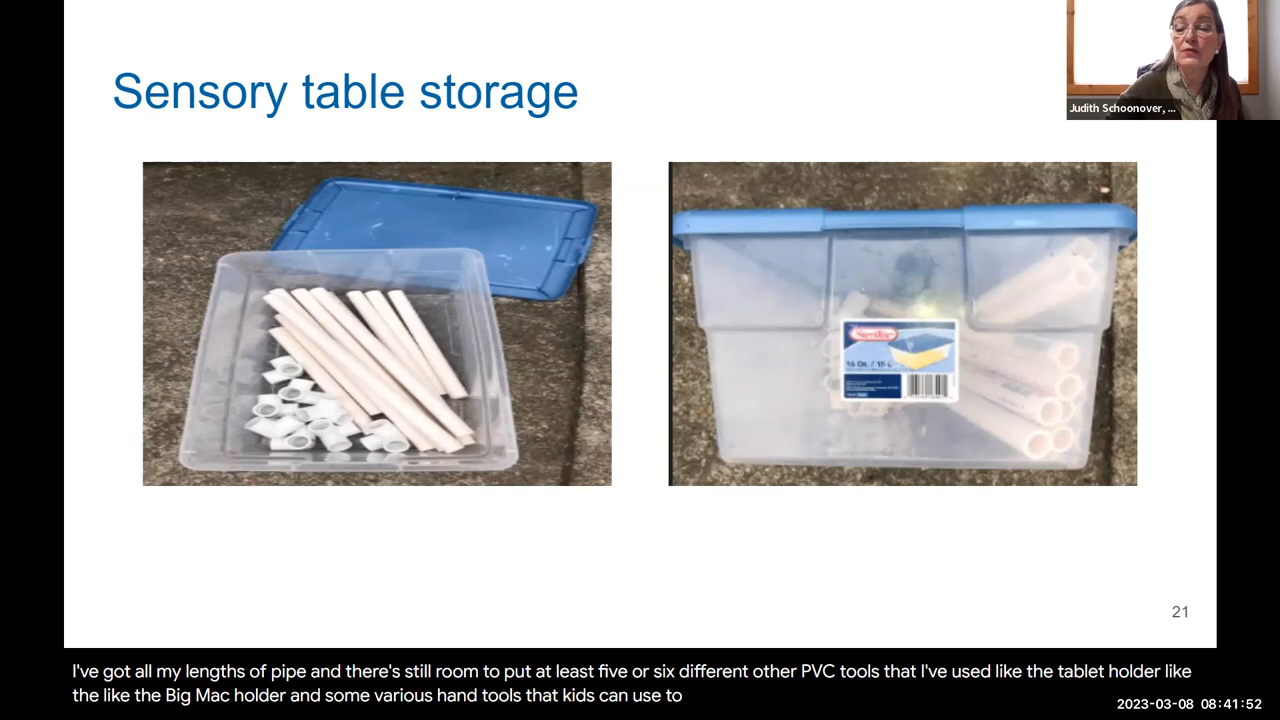 Sensory table storage
Judith Schoonover, ...
Sterilite
21
I've got all my lengths of pipe and there's still room to put at least five or six different other PVC tools that I've used like the tablet holder like
the like the Big Mac holder and some various hand tools that kids can use to
2023-03-08 08:41:52